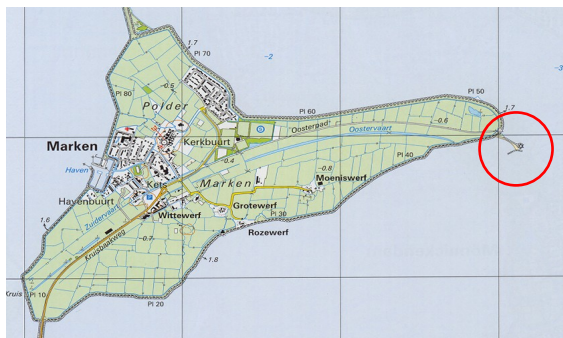 1.7
Pl 70
-2
-3
-0.5
Pl 80
Pl 50
1.7
Polder
Pl 60
-0.6
Oosterpad
Oostervaart
Marken
Kerkbuurt
-0.4
Pl 40
Haven
-0.8
Moeniswerf
Kets
Marken
Havenbuurt
Grotewerf
Wittewerf
Pl 30
1.6
Zuidervaart
Rozewerf
-0.7
Kruisbaakweg
1.8
Kruis
Pl 10
Pl 20